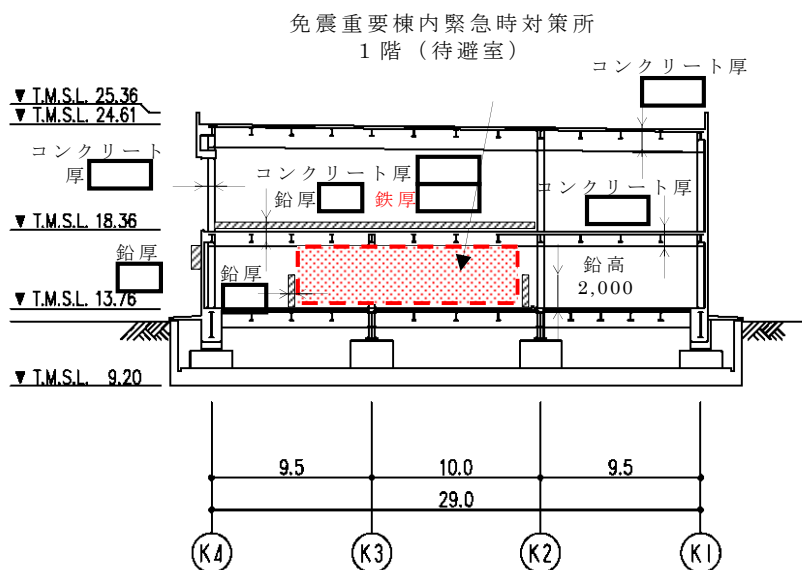 免震重要棟内緊急時対策所
1階（待避室）
コンクリート厚
▼ T.M.S.L. 25.36
▼ T.M.S.L. 24.61
コンクリート
厚
コンクリート厚
鉛厚
鉄厚
コンクリート厚
▼ T.M.S.L. 18.36
鉛厚
鉛厚
鉛高
2,000
▼ T.M.S.L. 13.76
▼ T.M.S.L. 9.20
9.5
10.0
9.5
29.0
K4
K3
K2
K1